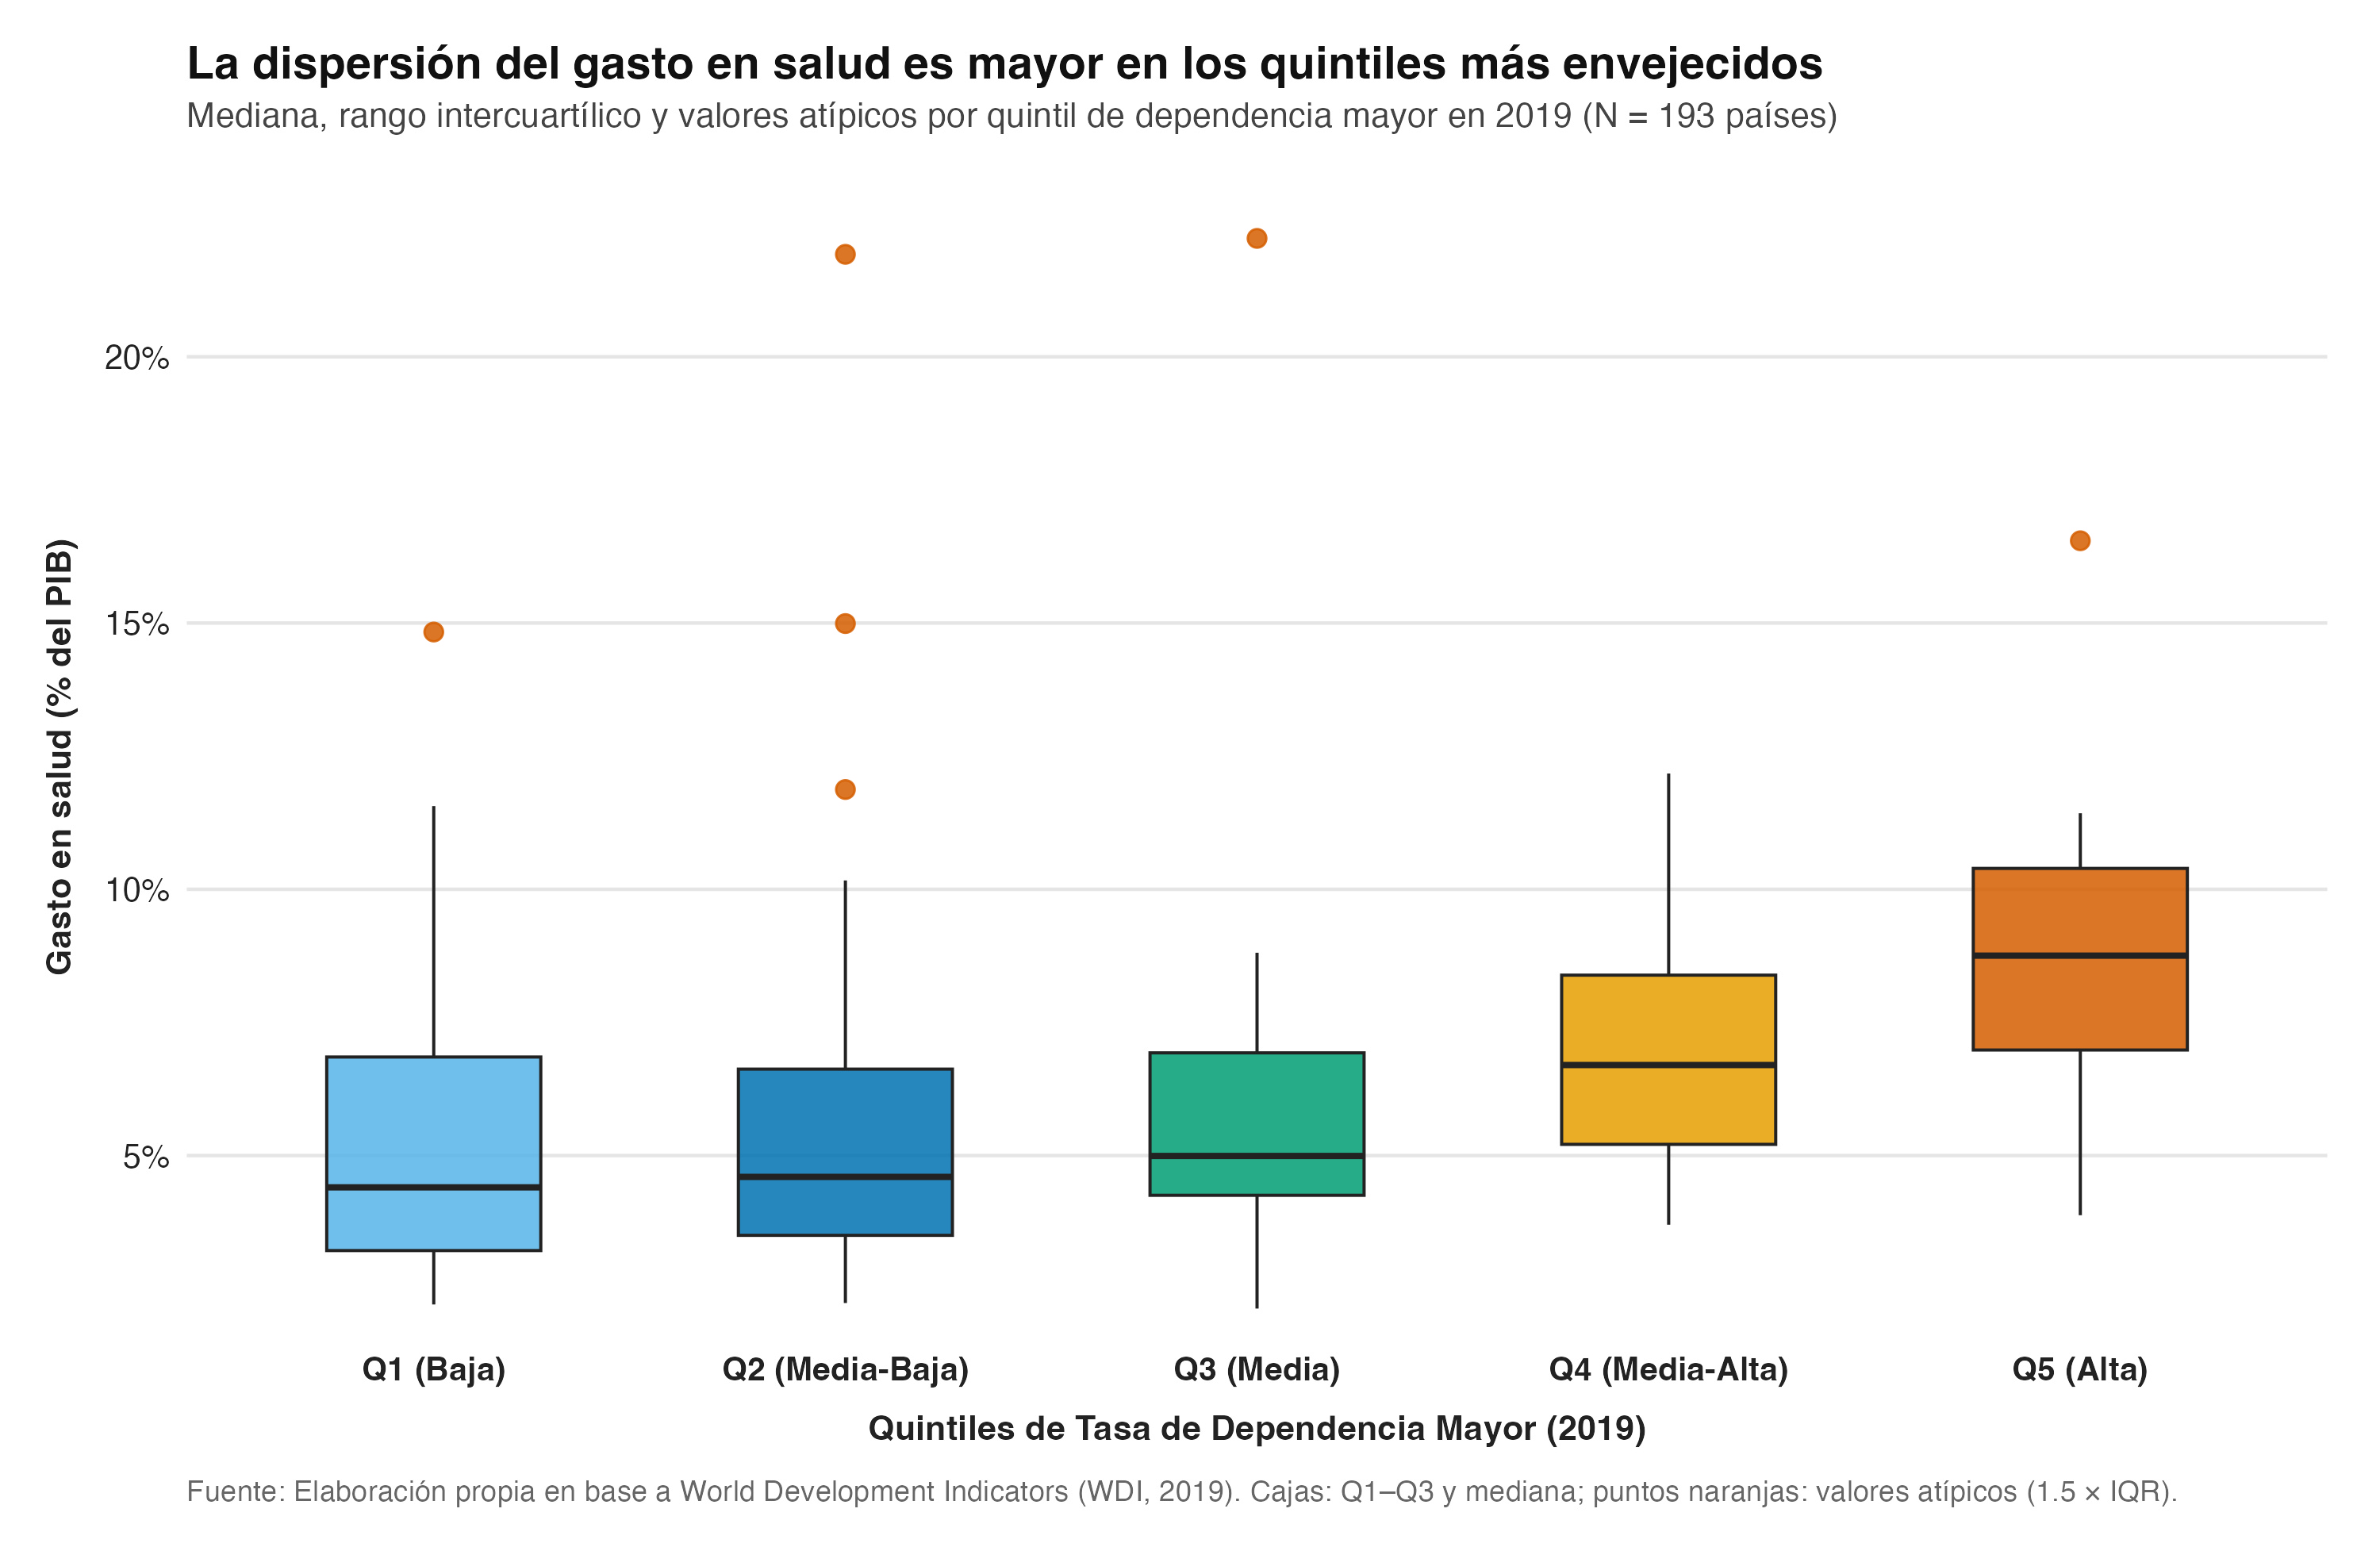 La dispersión del gasto en salud es mayor en los quintiles más envejecidos
Mediana, rango intercuartílico y valores atípicos por quintil de dependencia mayor en 2019 (N = 193 países)
Gasto en salud (% del PIB)
20%
15%
10%
5%
Q1 (Baja)
Q2 (Media-Baja)
Q3 (Media)
Q4 (Media-Alta)
Q5 (Alta)
Quintiles de Tasa de Dependencia Mayor (2019)
Fuente: Elaboración propia en base a World Development Indicators (WDI, 2019). Cajas: Q1–Q3 y mediana; puntos naranjas: valores atípicos (1.5 × IQR).